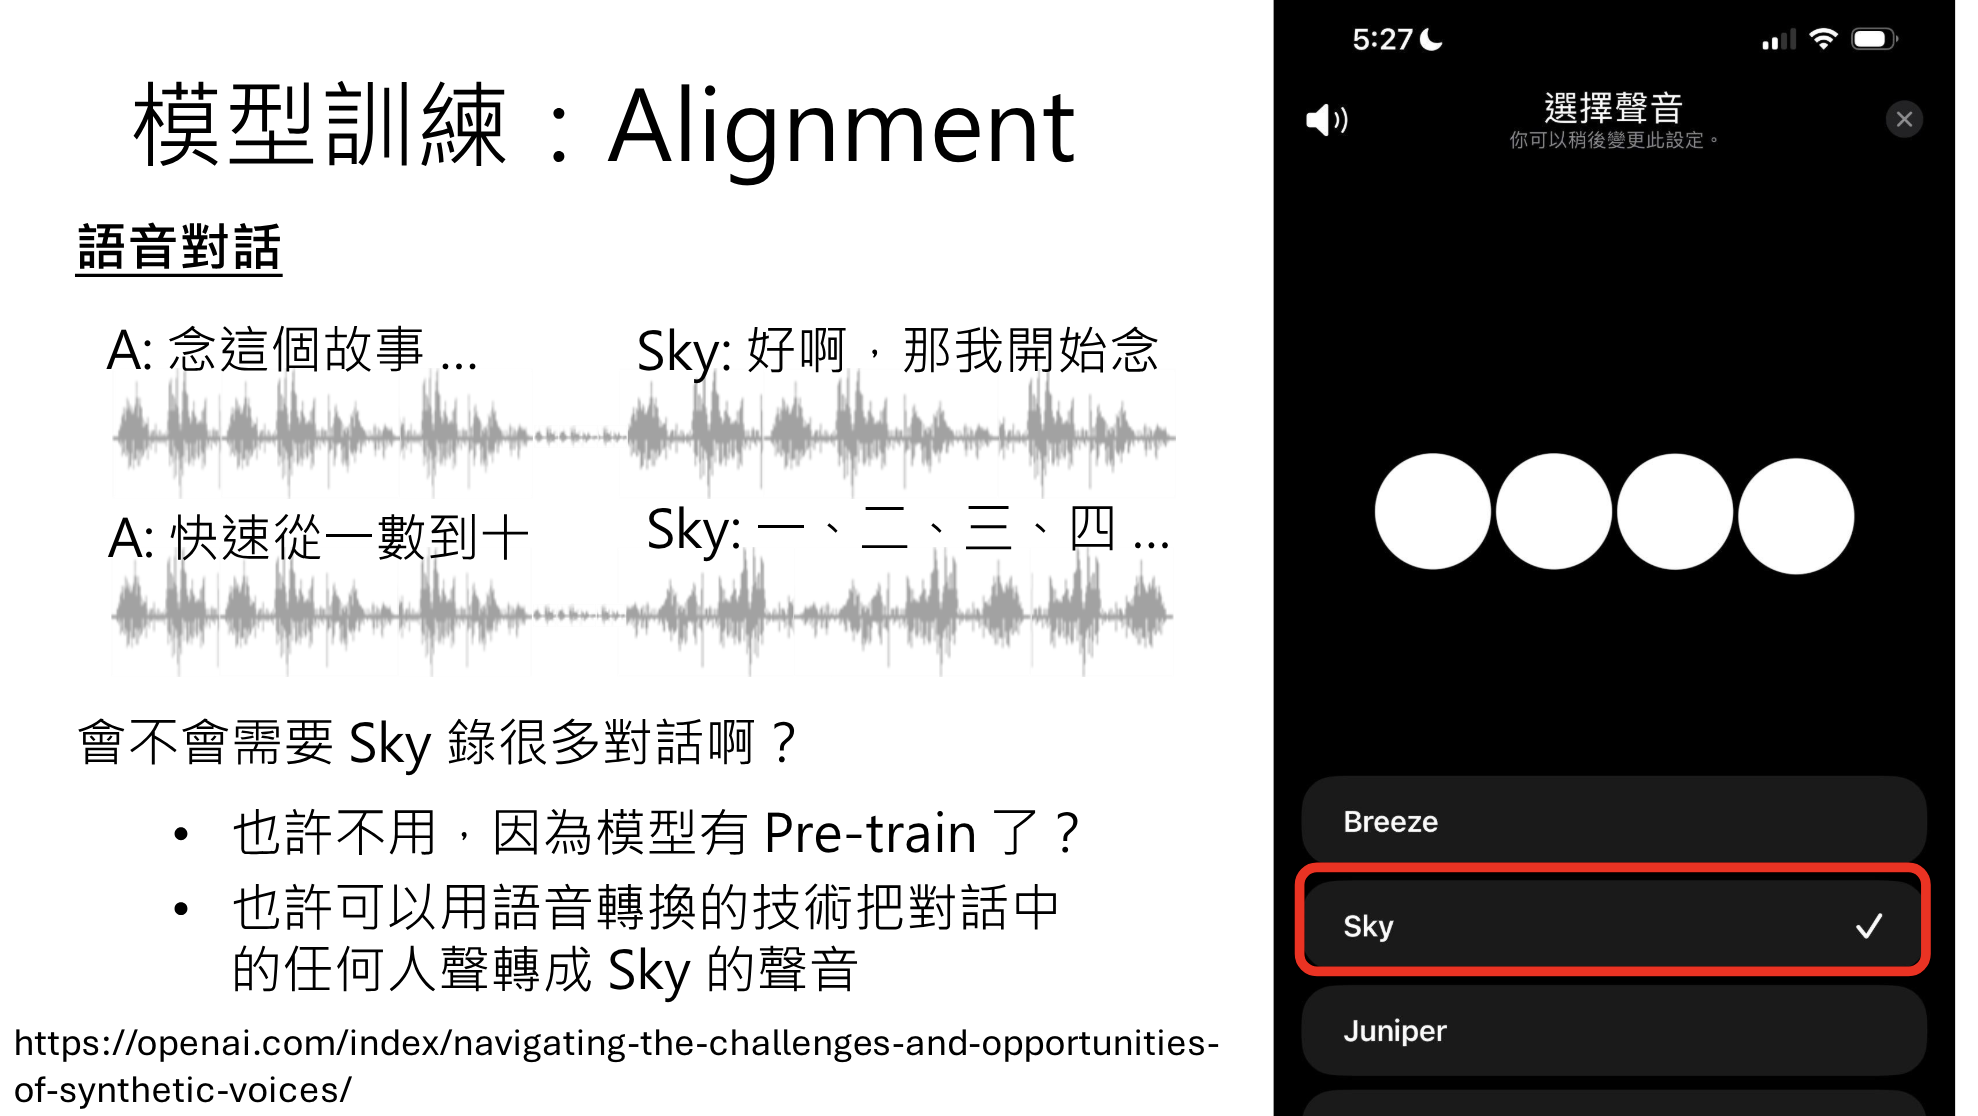 模型訓練：Alignment
語音對話
A: 念這個故事 ...
Sky: 好啊，那我開始念
A: 快速從一數到十
Sky: 一、二、三、四 ...
會不會需要 Sky 錄很多對話啊？
• 也許不用，因為模型有 Pre-train 了？
• 也許可以用語音轉換的技術把對話中
的任何人聲轉成 Sky 的聲音
https://openai.com/index/navigating-the-challenges-and-opportunities-
of-synthetic-voices/
5:27
選擇聲音
你可以稍後變更此設定。
Breeze
Sky
Juniper